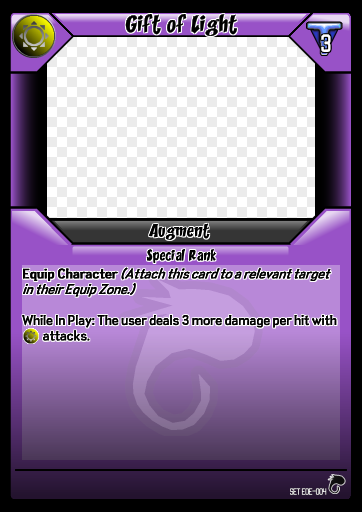 Gift of Light
3
Augment
Special Rank
Equip Character (Attach this card to a relevant target
in their Equip Zone.)
While In Play: The user deals 3 more damage per hit with
attacks.
SET EDE-004